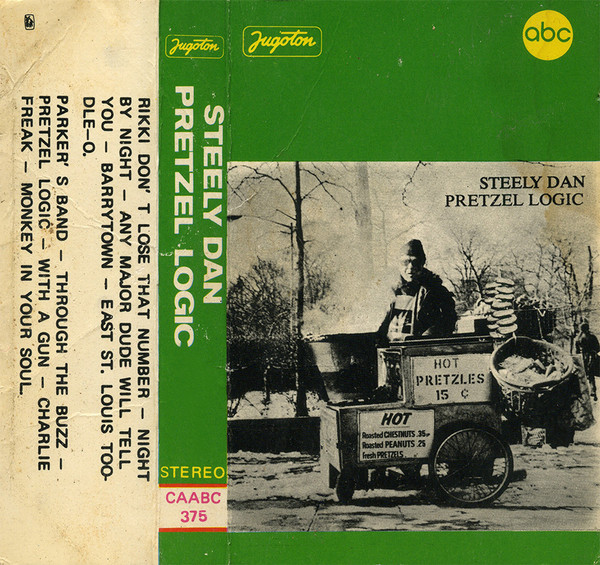 RIKKI DON' T LOSE THAT NUMBER – NIGHT
BY NIGHT – ANY MAJOR DUDE WILL TELL
YOU – BARRYTOWN – EAST ST. LOUIS TOO-
DLE–O,
PARKER' S BAND – THROUGH THE BUZZ –
PRETZEL LOGIC – WITH A GUN – CHARLIE
FREAK – MONKEY IN YOUR SOUL.
Jugoton
STEELY DAN
PRETZEL LOGIC
STEREO
CAABC
375
Jugoton
abc
STEELY DAN
PRETZEL LOGIC
HOT
PRETZLES
15 ¢
HOT
Roasted CHESTNUTS .35
Roasted PEANUTS .25
Fresh PRETZELS